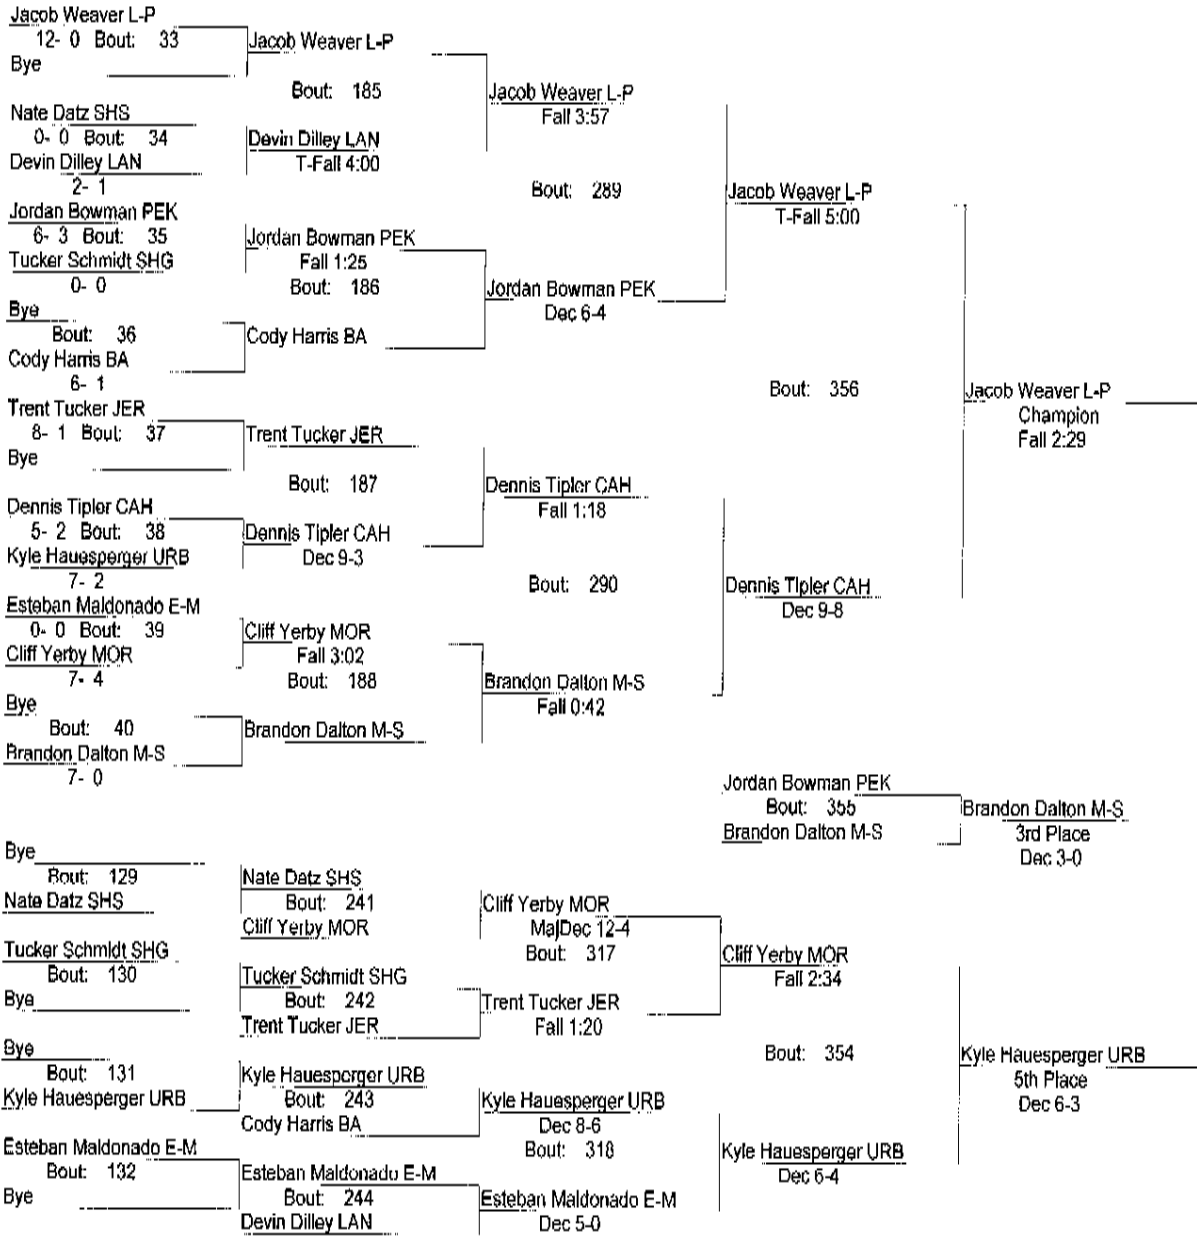 Jacob Weaver L-P
12- 0 Bout: 33
Bye
Jacob Weaver L-P
Bout: 185
Nate Datz SHS
0- 0 Bout: 34
Devin Dilley LAN
2- 1
Devin Dilley LAN
T-Fall 4:00
Jacob Weaver L-P
Fall 3:57
Bout: 289
Jordan Bowman PEK
6- 3 Bout: 35
Tucker Schmidt SHG
0- 0
Jordan Bowman PEK
Fall 1:25
Bout: 186
Bye
Bout: 36
Cody Harris BA
6- 1
Cody Harris BA
Jordan Bowman PEK
Dec 6-4
Jacob Weaver L-P
T-Fall 5:00
Bout: 356
Trent Tucker JER
8- 1 Bout: 37
Bye
Trent Tucker JER
Bout: 187
Dennis Tipler CAH
5- 2 Bout: 38
Kyle Hauesperger URB
7- 2
Dennis Tipler CAH
Dec 9-3
Dennis Tipler CAH
Fall 1:18
Bout: 290
Esteban Maldonado E-M
0- 0 Bout: 39
Cliff Yerby MOR
7- 4
Cliff Yerby MOR
Fall 3:02
Bout: 188
Bye
Bout: 40
Brandon Dalton M-S
7- 0
Brandon Dalton M-S
Brandon Dalton M-S
Fall 0:42
Dennis Tipler CAH
Dec 9-8
Jacob Weaver L-P
Champion
Fall 2:29
Jordan Bowman PEK
Bout: 355
Brandon Dalton M-S
Brandon Dalton M-S
3rd Place
Dec 3-0
Bye
Bout: 129
Nate Datz SHS
Nate Datz SHS
Bout: 241
Cliff Yerby MOR
Cliff Yerby MOR
MajDec 12-4
Bout: 317
Tucker Schmidt SHG
Bout: 130
Bye
Tucker Schmidt SHG
Bout: 242
Trent Tucker JER
Trent Tucker JER
Fall 1:20
Cliff Yerby MOR
Fall 2:34
Bout: 354
Bye
Bout: 131
Kyle Hauesperger URB
Kyle Hauesperger URB
Bout: 243
Cody Harris BA
Kyle Hauesperger URB
Dec 8-6
Bout: 318
Esteban Maldonado E-M
Bout: 132
Bye
Esteban Maldonado E-M
Bout: 244
Devin Dilley LAN
Esteban Maldonado E-M
Dec 5-0
Kyle Hauesperger URB
Dec 6-4
Kyle Hauesperger URB
5th Place
Dec 6-3